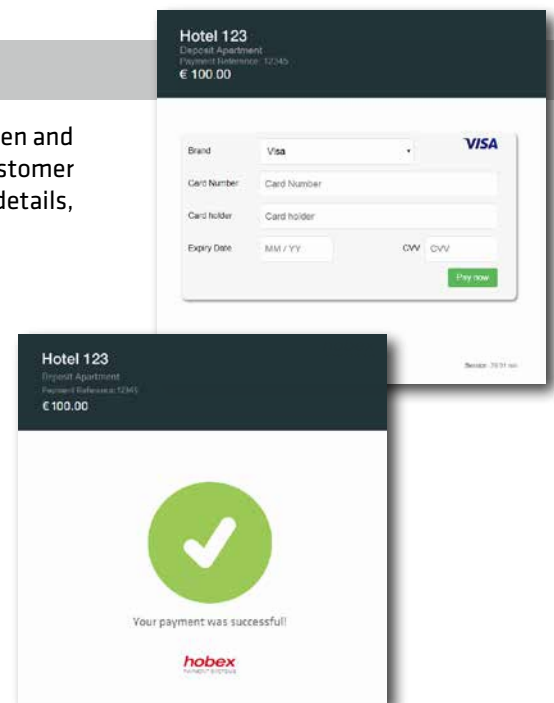 Hotel 123
Deposit Apartment
Payment Reference: 12345
€ 100.00
en and
stomer
details,
Brand Visa VISA
Card Number Card Number
Card holder Card holder
Expiry Date MM / YY CVV CVV
Pay now
Hotel 123
Deposit Apartment
Payment Reference: 12345
€ 100.00
Your payment was successful!
hobex
PAYMENT SYSTEMS